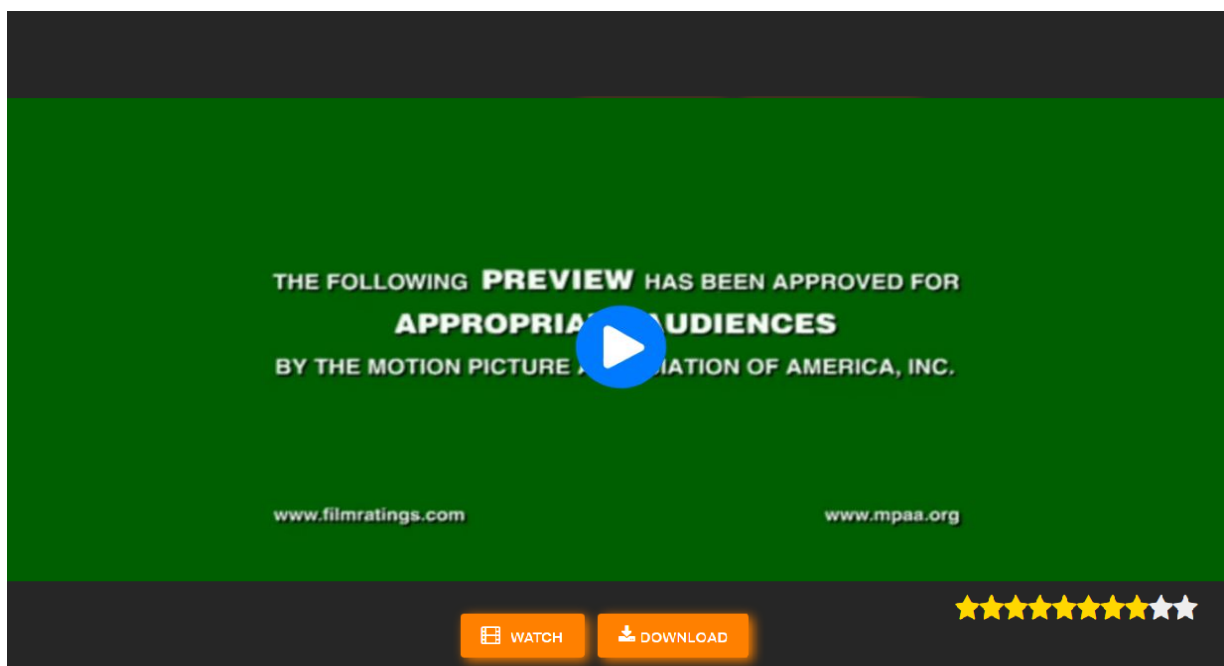 THE FOLLOWING PREVIEW HAS BEEN APPROVED FOR
AUDIENCES
BY THE MOTION PICTURE OF AMERICA, INC.
www.filmratings.com www.mpaa.org
WATCH DOWNLOAD